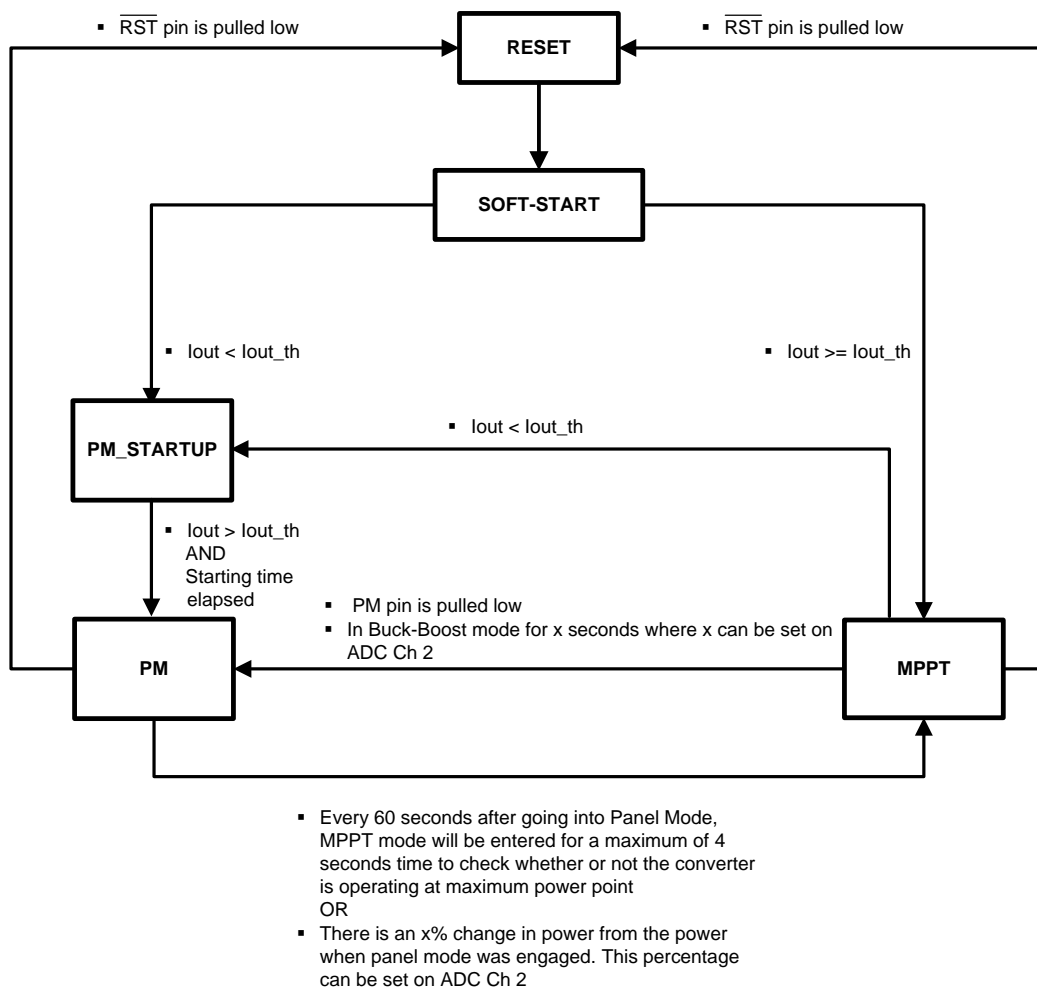 ▪ RST pin is pulled low
RESET
▪ RST pin is pulled low
SOFT-START
▪ Iout < Iout_th
▪ Iout >= Iout_th
PM_STARTUP
▪ Iout < Iout_th
▪ Iout > Iout_th
AND
Starting time
elapsed
▪ PM pin is pulled low
▪ In Buck-Boost mode for x seconds where x can be set on
ADC Ch 2
PM
MPPT
▪ Every 60 seconds after going into Panel Mode,
MPPT mode will be entered for a maximum of 4
seconds time to check whether or not the converter
is operating at maximum power point
OR
▪ There is an x% change in power from the power
when panel mode was engaged. This percentage
can be set on ADC Ch 2